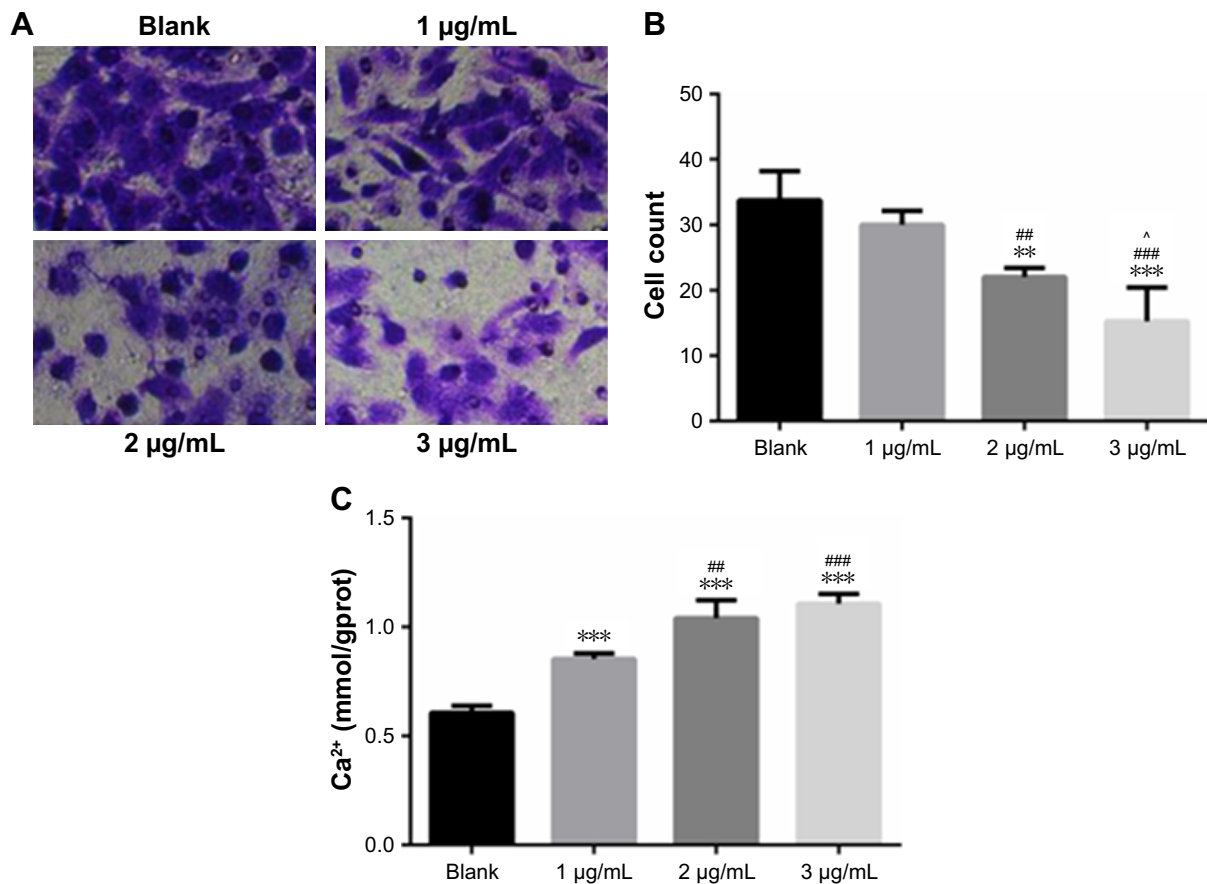 A
Blank
1 µg/mL
2 µg/mL
3 µg/mL
B
Cell count
50
40
30
20
10
0
##
**
^
###
***
Blank
1 µg/mL
2 µg/mL
3 µg/mL
C
Ca²⁺ (mmol/gprot)
1.5
1.0
0.5
0.0
***
##
***
###
***
Blank
1 µg/mL
2 µg/mL
3 µg/mL